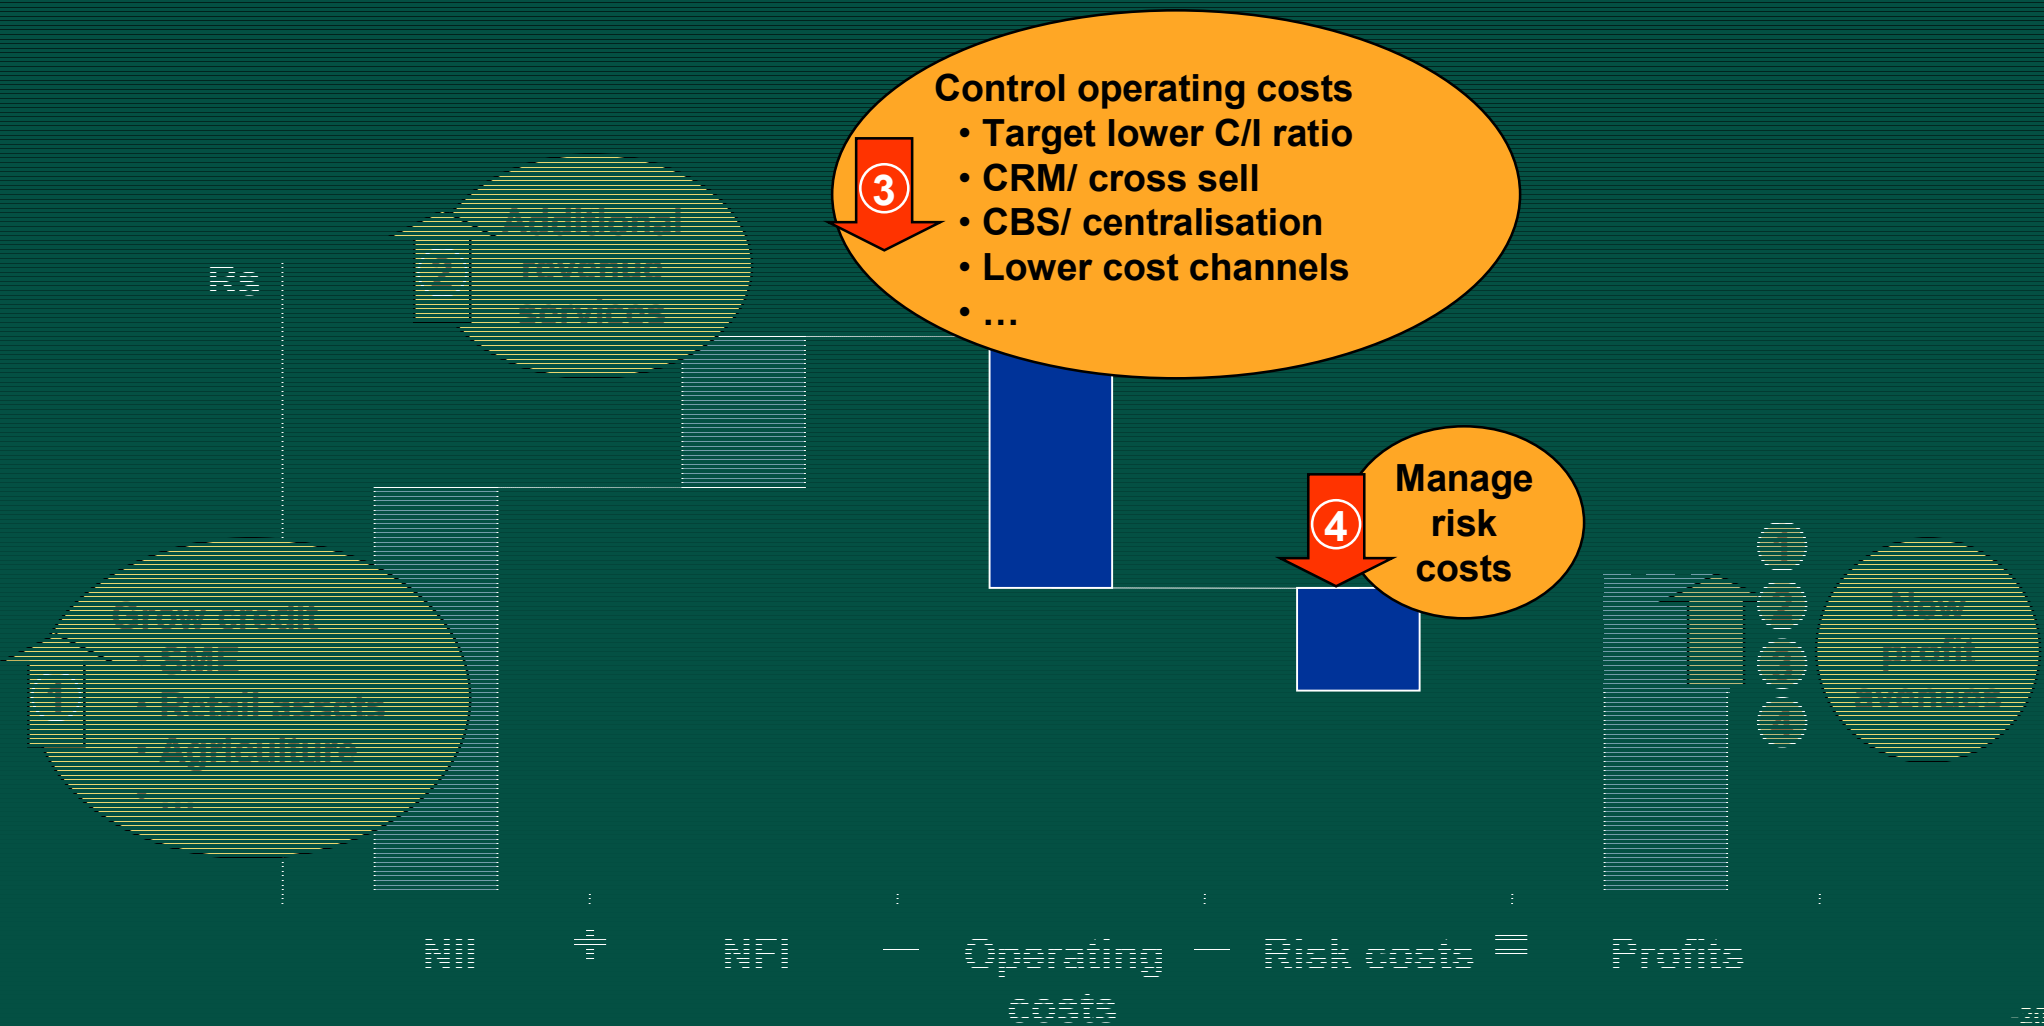 Control operating costs
• Target lower C/I ratio
③
• CRM/ cross sell
• CBS/ centralisation
• Lower cost channels
• …
Additional
revenue
services
2
Rs
Manage
risk
costs
④
Grow credit
• SME
• Retail assets
• Agriculture
• ...
1
1
2
3
4
New
profit
avenues
NII + NFI — Operating costs — Risk costs = Profits